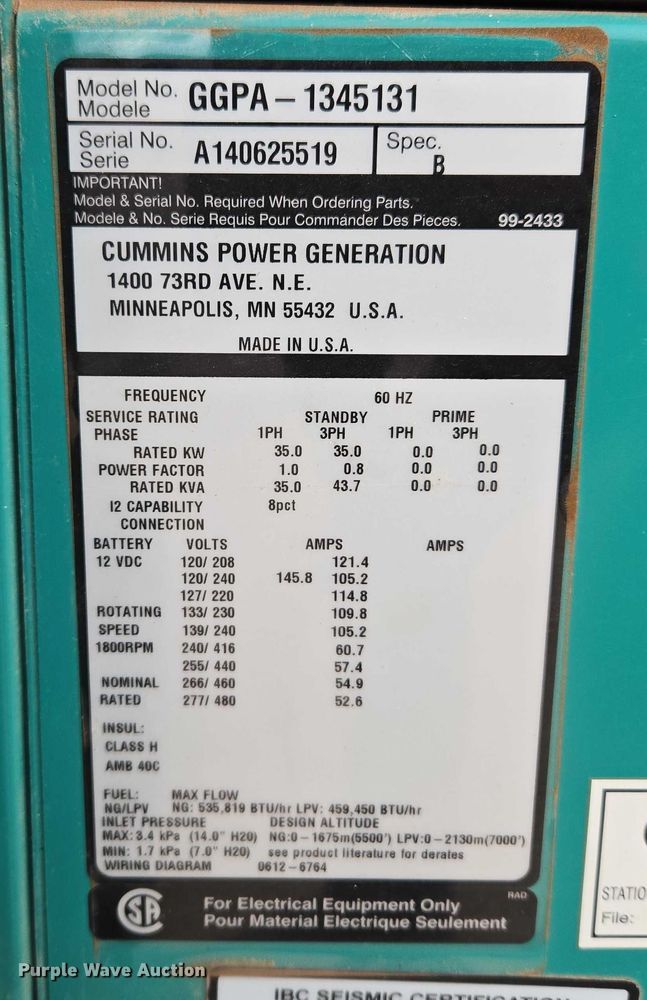 Model No. GGPA - 1345131
Modele
Serial No. A140625519 Spec.
Serie B
IMPORTANT!
Model & Serial No. Required When Ordering Parts.
Modele & No. Serie Requis Pour Commander Des Pieces. 99-2433
CUMMINS POWER GENERATION
1400 73RD AVE. N.E.
MINNEAPOLIS, MN 55432 U.S.A.
MADE IN U.S.A.
FREQUENCY 60 HZ
SERVICE RATING STANDBY PRIME
PHASE 1PH 3PH 1PH 3PH
RATED KW 35.0 35.0 0.0 0.0
POWER FACTOR 1.0 0.8 0.0 0.0
RATED KVA 35.0 43.7 0.0 0.0
I2 CAPABILITY 8pct
CONNECTION
BATTERY VOLTS AMPS AMPS
12 VDC 120/ 208 121.4
120/ 240 145.8 105.2
127/ 220 114.8
ROTATING 133/ 230 109.8
SPEED 139/ 240 105.2
1800RPM 240/ 416 60.7
255/ 440 57.4
NOMINAL 266/ 460 54.9
RATED 277/ 480 52.6
INSUL:
CLASS H
AMB 40C
FUEL: MAX FLOW
NG/LPV NG: 535,819 BTU/hr LPV: 459,450 BTU/hr
INLET PRESSURE DESIGN ALTITUDE
MAX: 3.4 kPa (14.0" H20) NG:0-1675m(5500') LPV:0-2130m(7000')
MIN: 1.7 kPa (7.0" H20) see product literature for derates
WIRING DIAGRAM 0612-6764
RAD
SA For Electrical Equipment Only
Pour Material Electrique Seulement
STATIO
File:
Purple Wave Auction
IBC SEISMIC CERTIFICATION